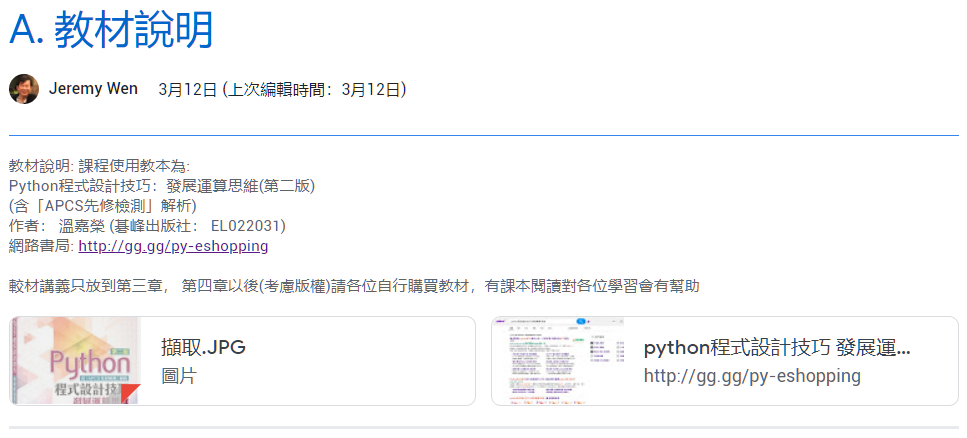 A. 教材說明
Jeremy Wen 3月12日 (上次編輯時間：3月12日)
教材說明: 課程使用教本為:
Python程式設計技巧：發展運算思維(第二版)
(含「APCS先修檢測」解析)
作者： 溫嘉榮 (碁峰出版社： EL022031)
網路書局: http://gg.gg/py-eshopping
較材講義只放到第三章， 第四章以後(考慮版權)請各位自行購買教材，有課本閱讀對各位學習會有幫助
Python
程式設計技
擷取.JPG
圖片
python程式設計技巧 發展運...
http://gg.gg/py-eshopping